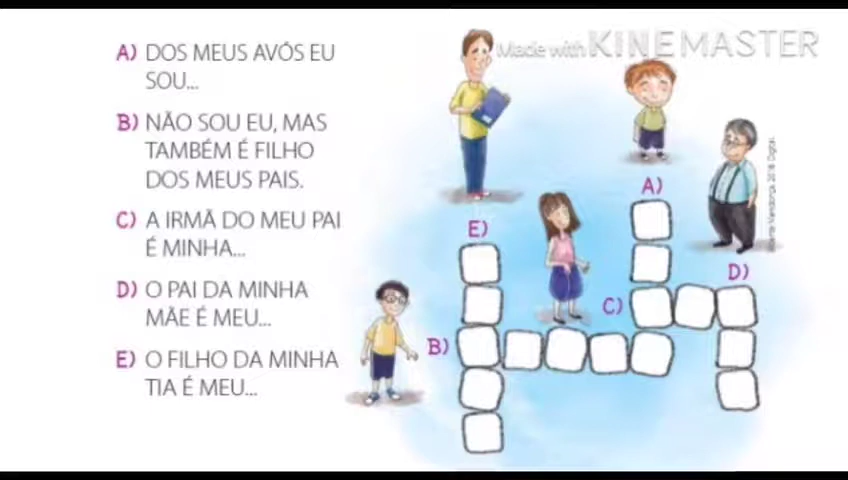 Made with KINEMASTER
A) DOS MEUS AVÓS EU
SOU...
B) NÃO SOU EU, MAS
TAMBÉM É FILHO
DOS MEUS PAIS.
C) A IRMÃ DO MEU PAI
É MINHA...
D) O PAI DA MINHA
MÃE É MEU...
E) O FILHO DA MINHA
TIA É MEU...
A)
E)
D)
C)
B)